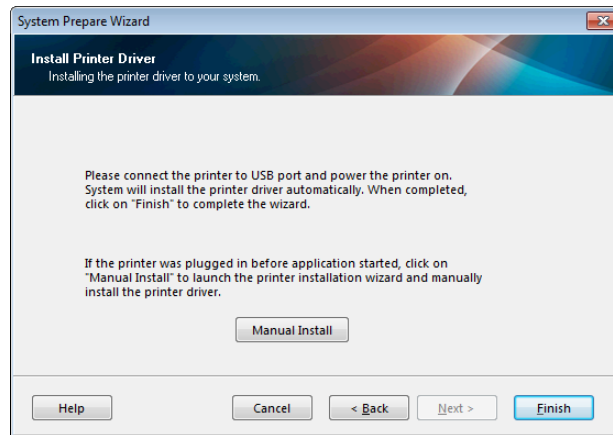 System Prepare Wizard
Install Printer Driver
Installing the printer driver to your system.
Please connect the printer to USB port and power the printer on.
System will install the printer driver automatically. When completed,
click on "Finish" to complete the wizard.
If the printer was plugged in before application started, click on
"Manual Install" to launch the printer installation wizard and manually
install the printer driver.
Manual Install
Help Cancel < Back Next > Finish